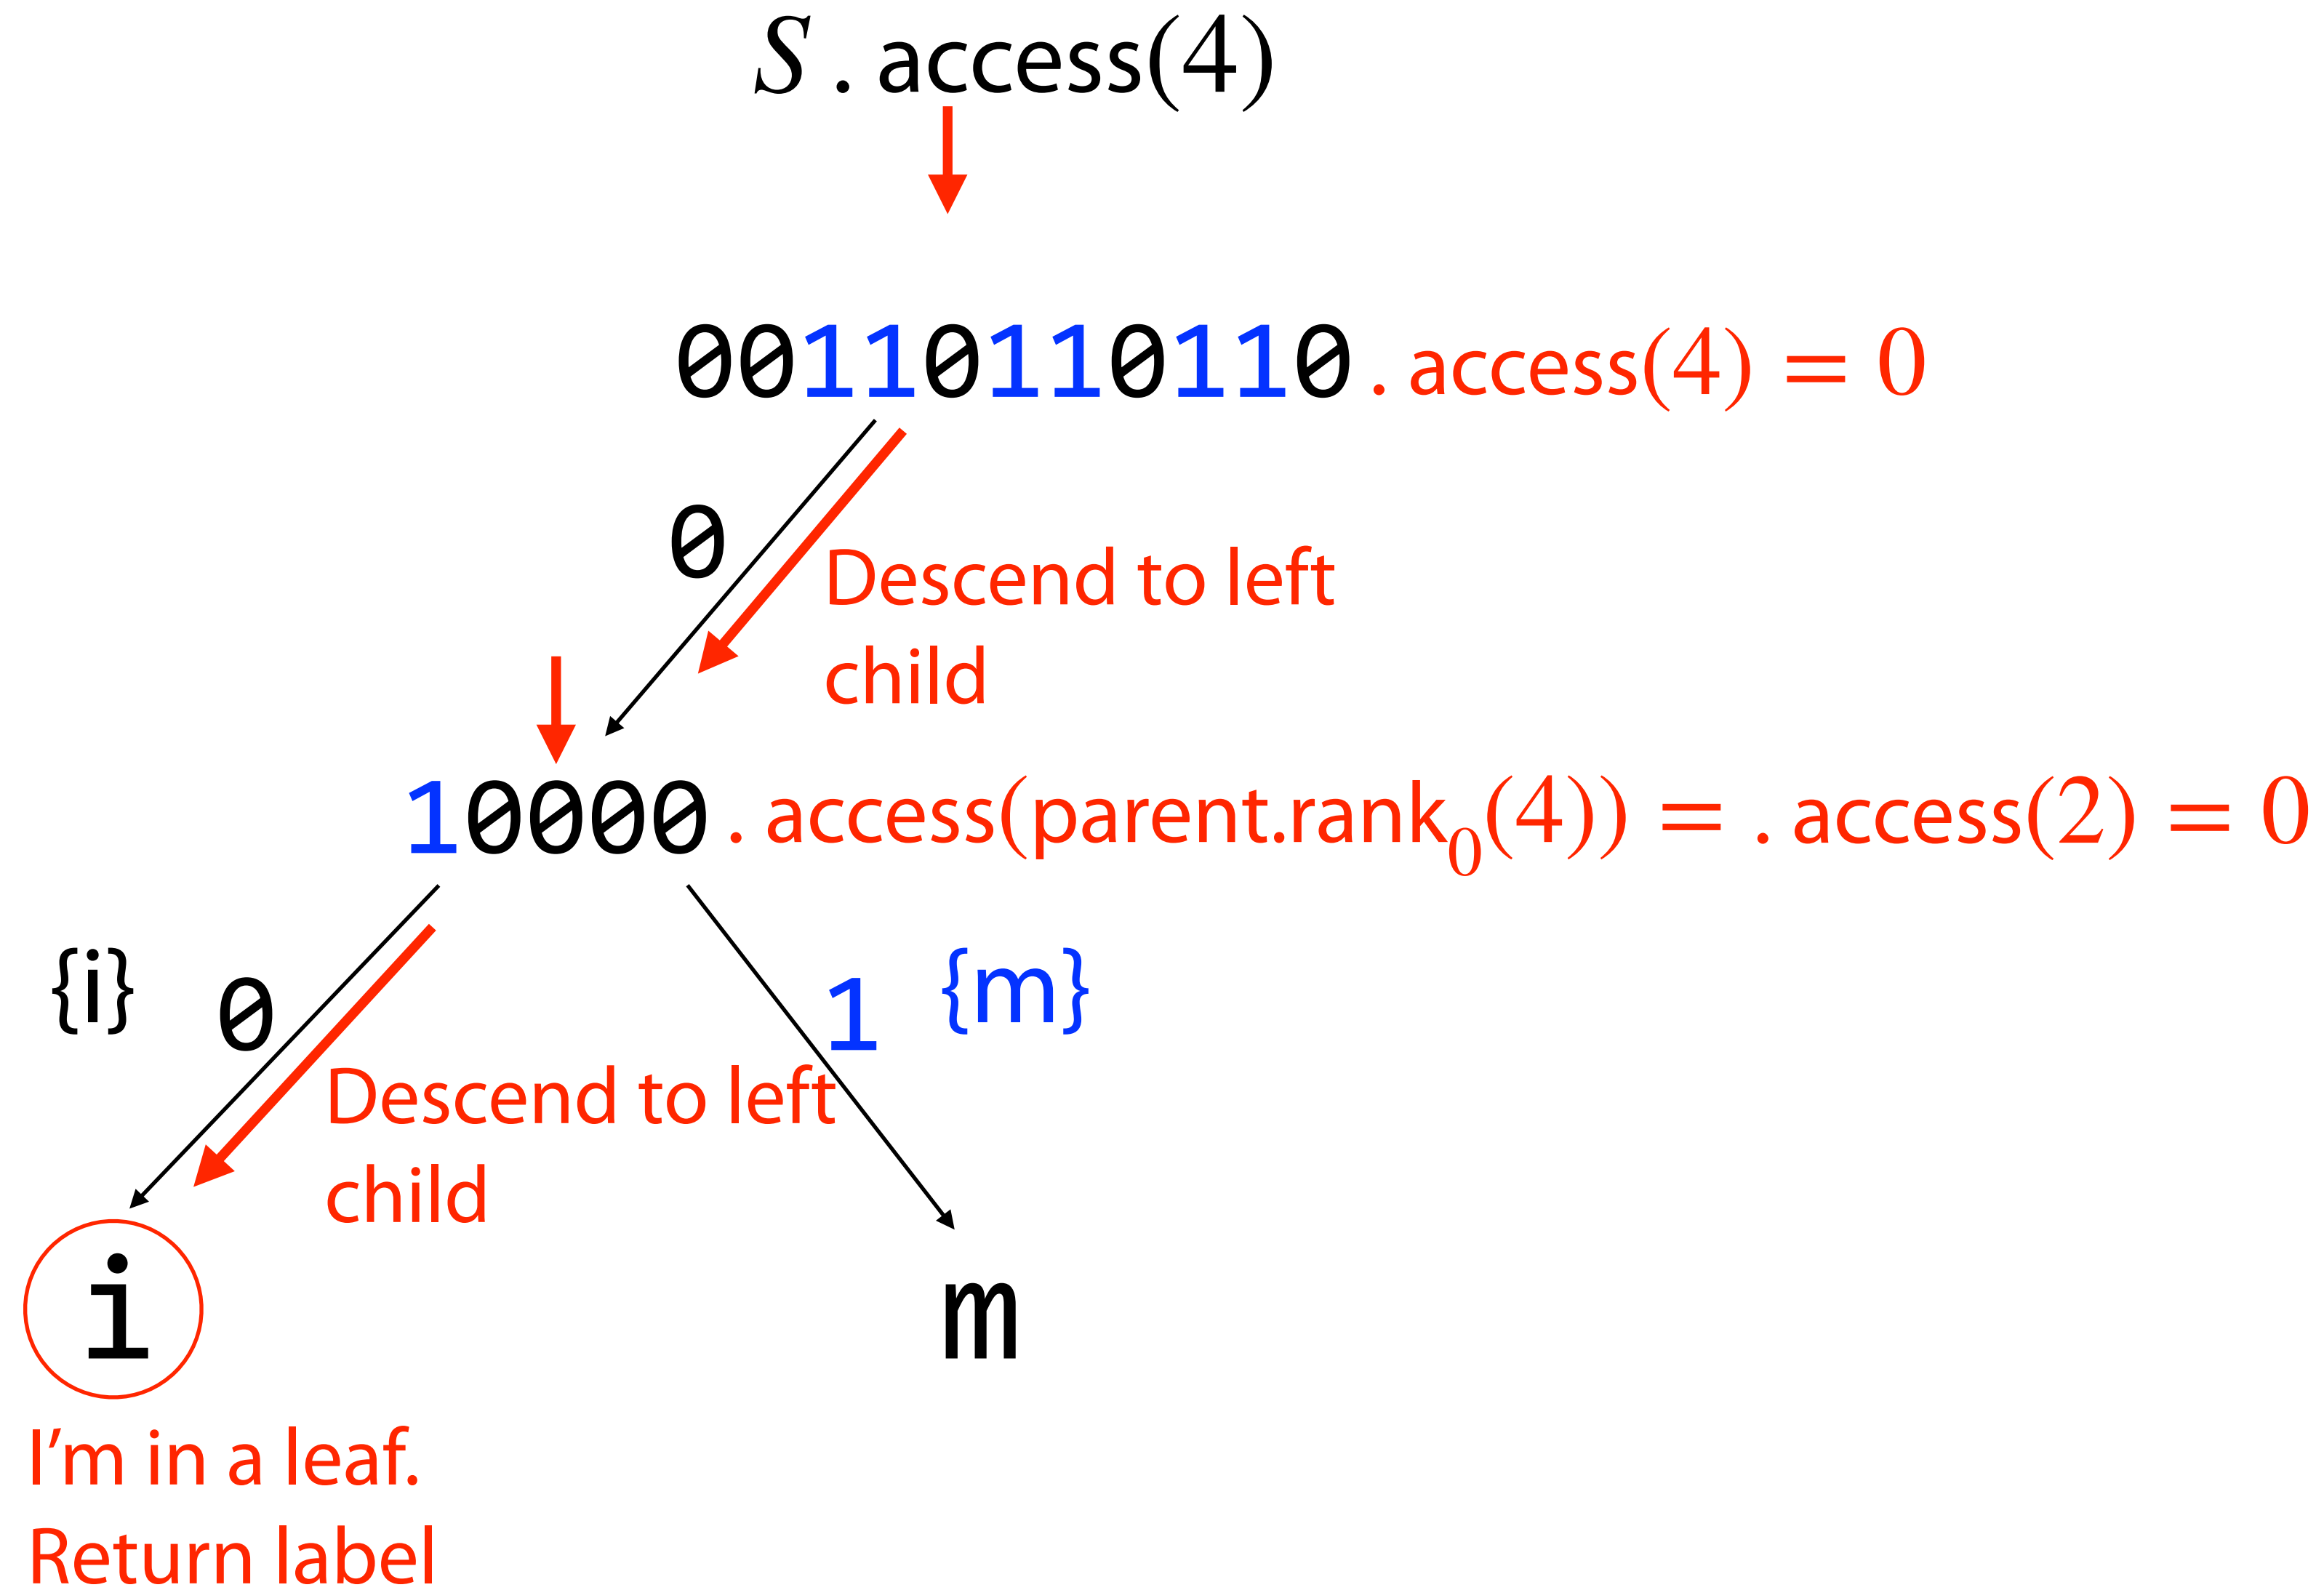 S.access(4)
00110110110.access(4) = 0
0
Descend to left
child
10000.access(parent.rank₀(4)) = .access(2) = 0
{i}
0
1
{m}
Descend to left
child
i
m
I'm in a leaf.
Return label